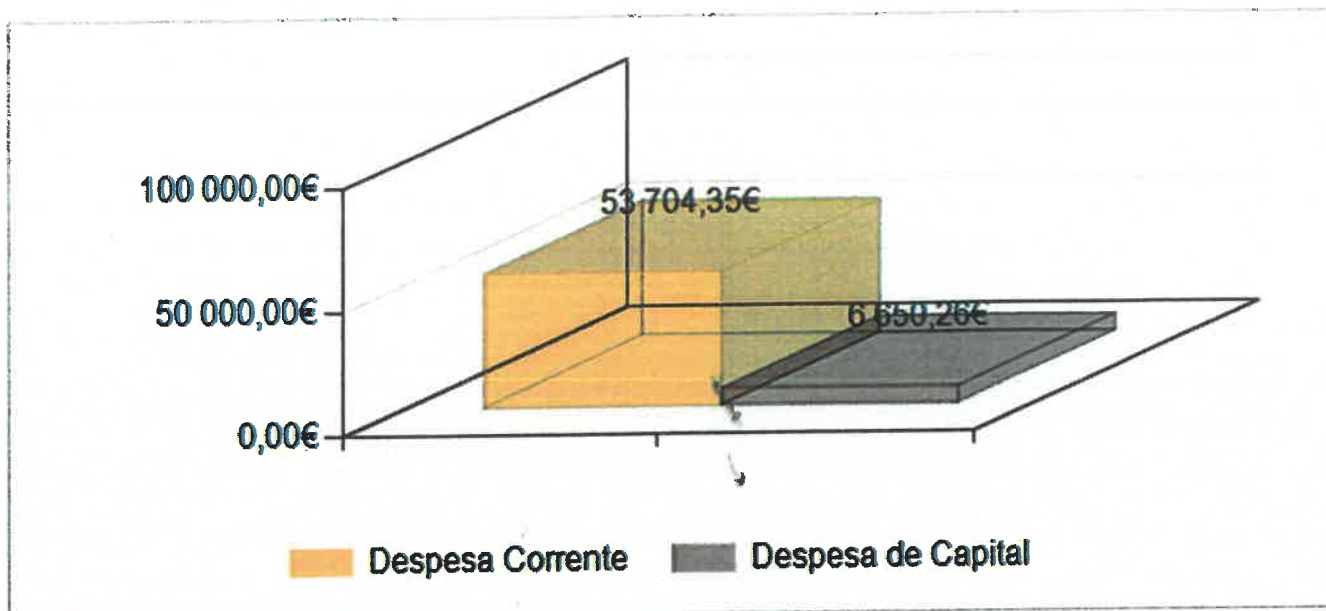 100 000,00€
53 704,35€
50 000,00€
6 650,26€
0,00€
Despesa Corrente
Despesa de Capital